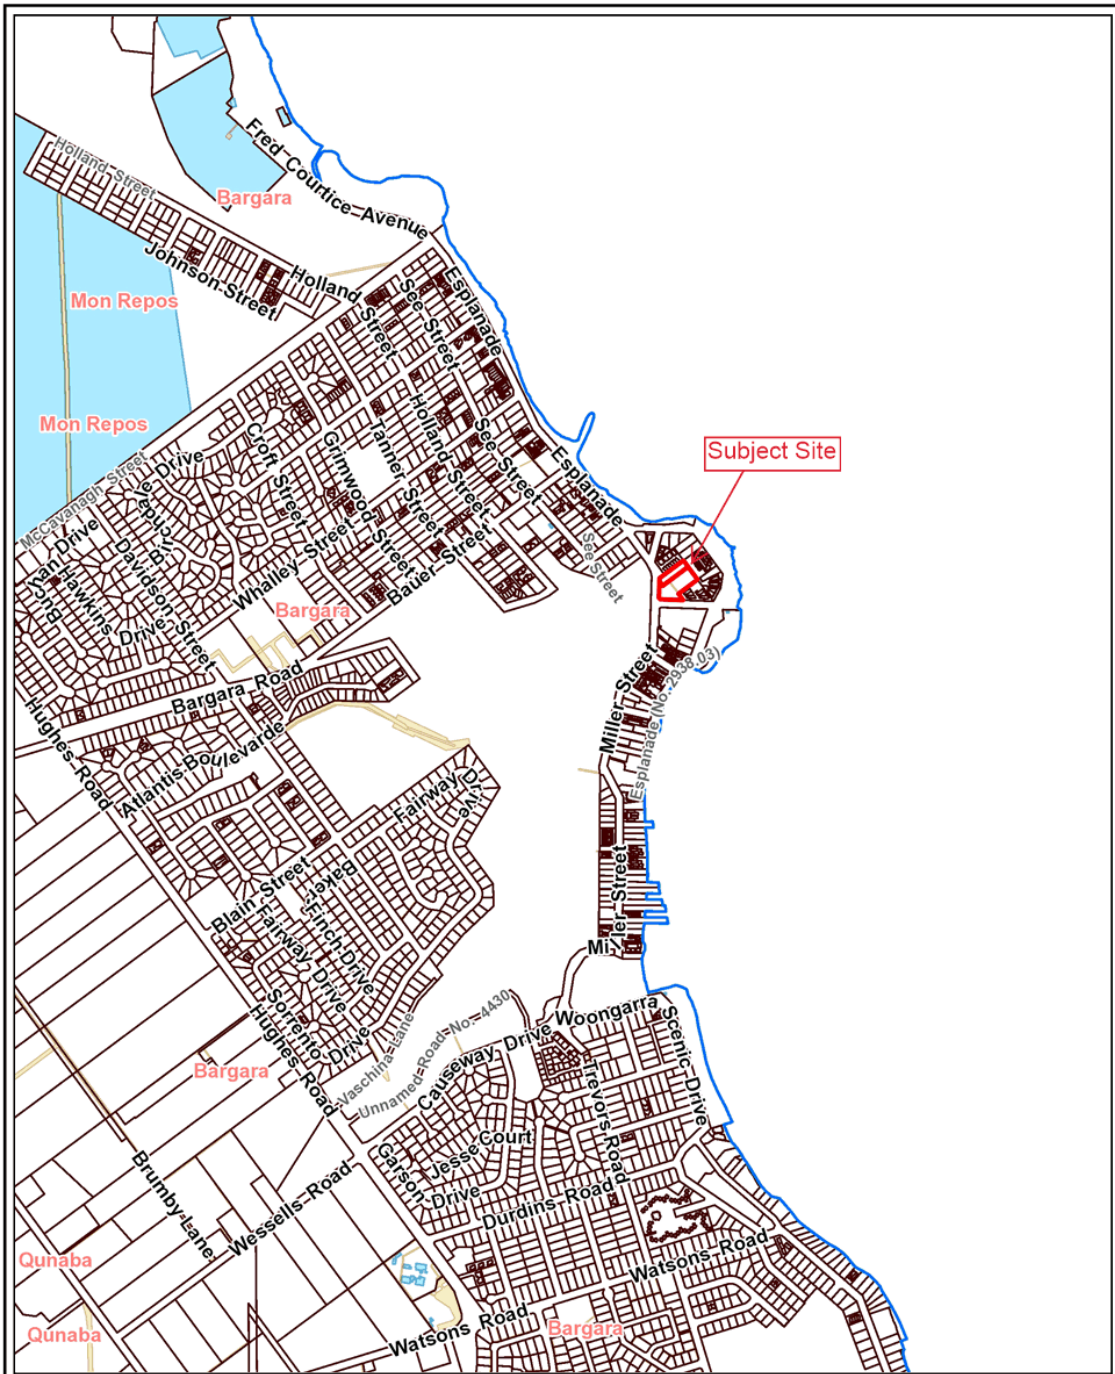 Fred Courtice Avenue
Holland Street
Bargara
Johnson Street
Holland Street
See Street
Esplanade
Mon Repos
Mon Repos
McCavanagh Street
Croft Street
Grimwood Street
Tanner Street
Holland Street
See Street
Esplanade
Subject Site
Drive
Davidson Street
Hawkins
Drive
Whalley Street
Bauer Street
See Street
Bargara
Bargara Road
Hughes Road
Atlantis Boulevarde
Miller Street
Esplanade (No. 2938.03)
Fairway Drive
Blain Street
Baker
Finch Drive
Fairway Drive
Miller Street
Miller
Sorrento Drive
Hughes Road
Vaschina Lane
Unnamed Road No. 4430
Causeway Drive
Woongarra
Scenic Drive
Bargara
Trevors Road
Jesse Court
Garson Drive
Brumby Lane
Wessells Road
Durdins Road
Qunaba
Watsons Road
Qunaba
Watsons Road
Bargara